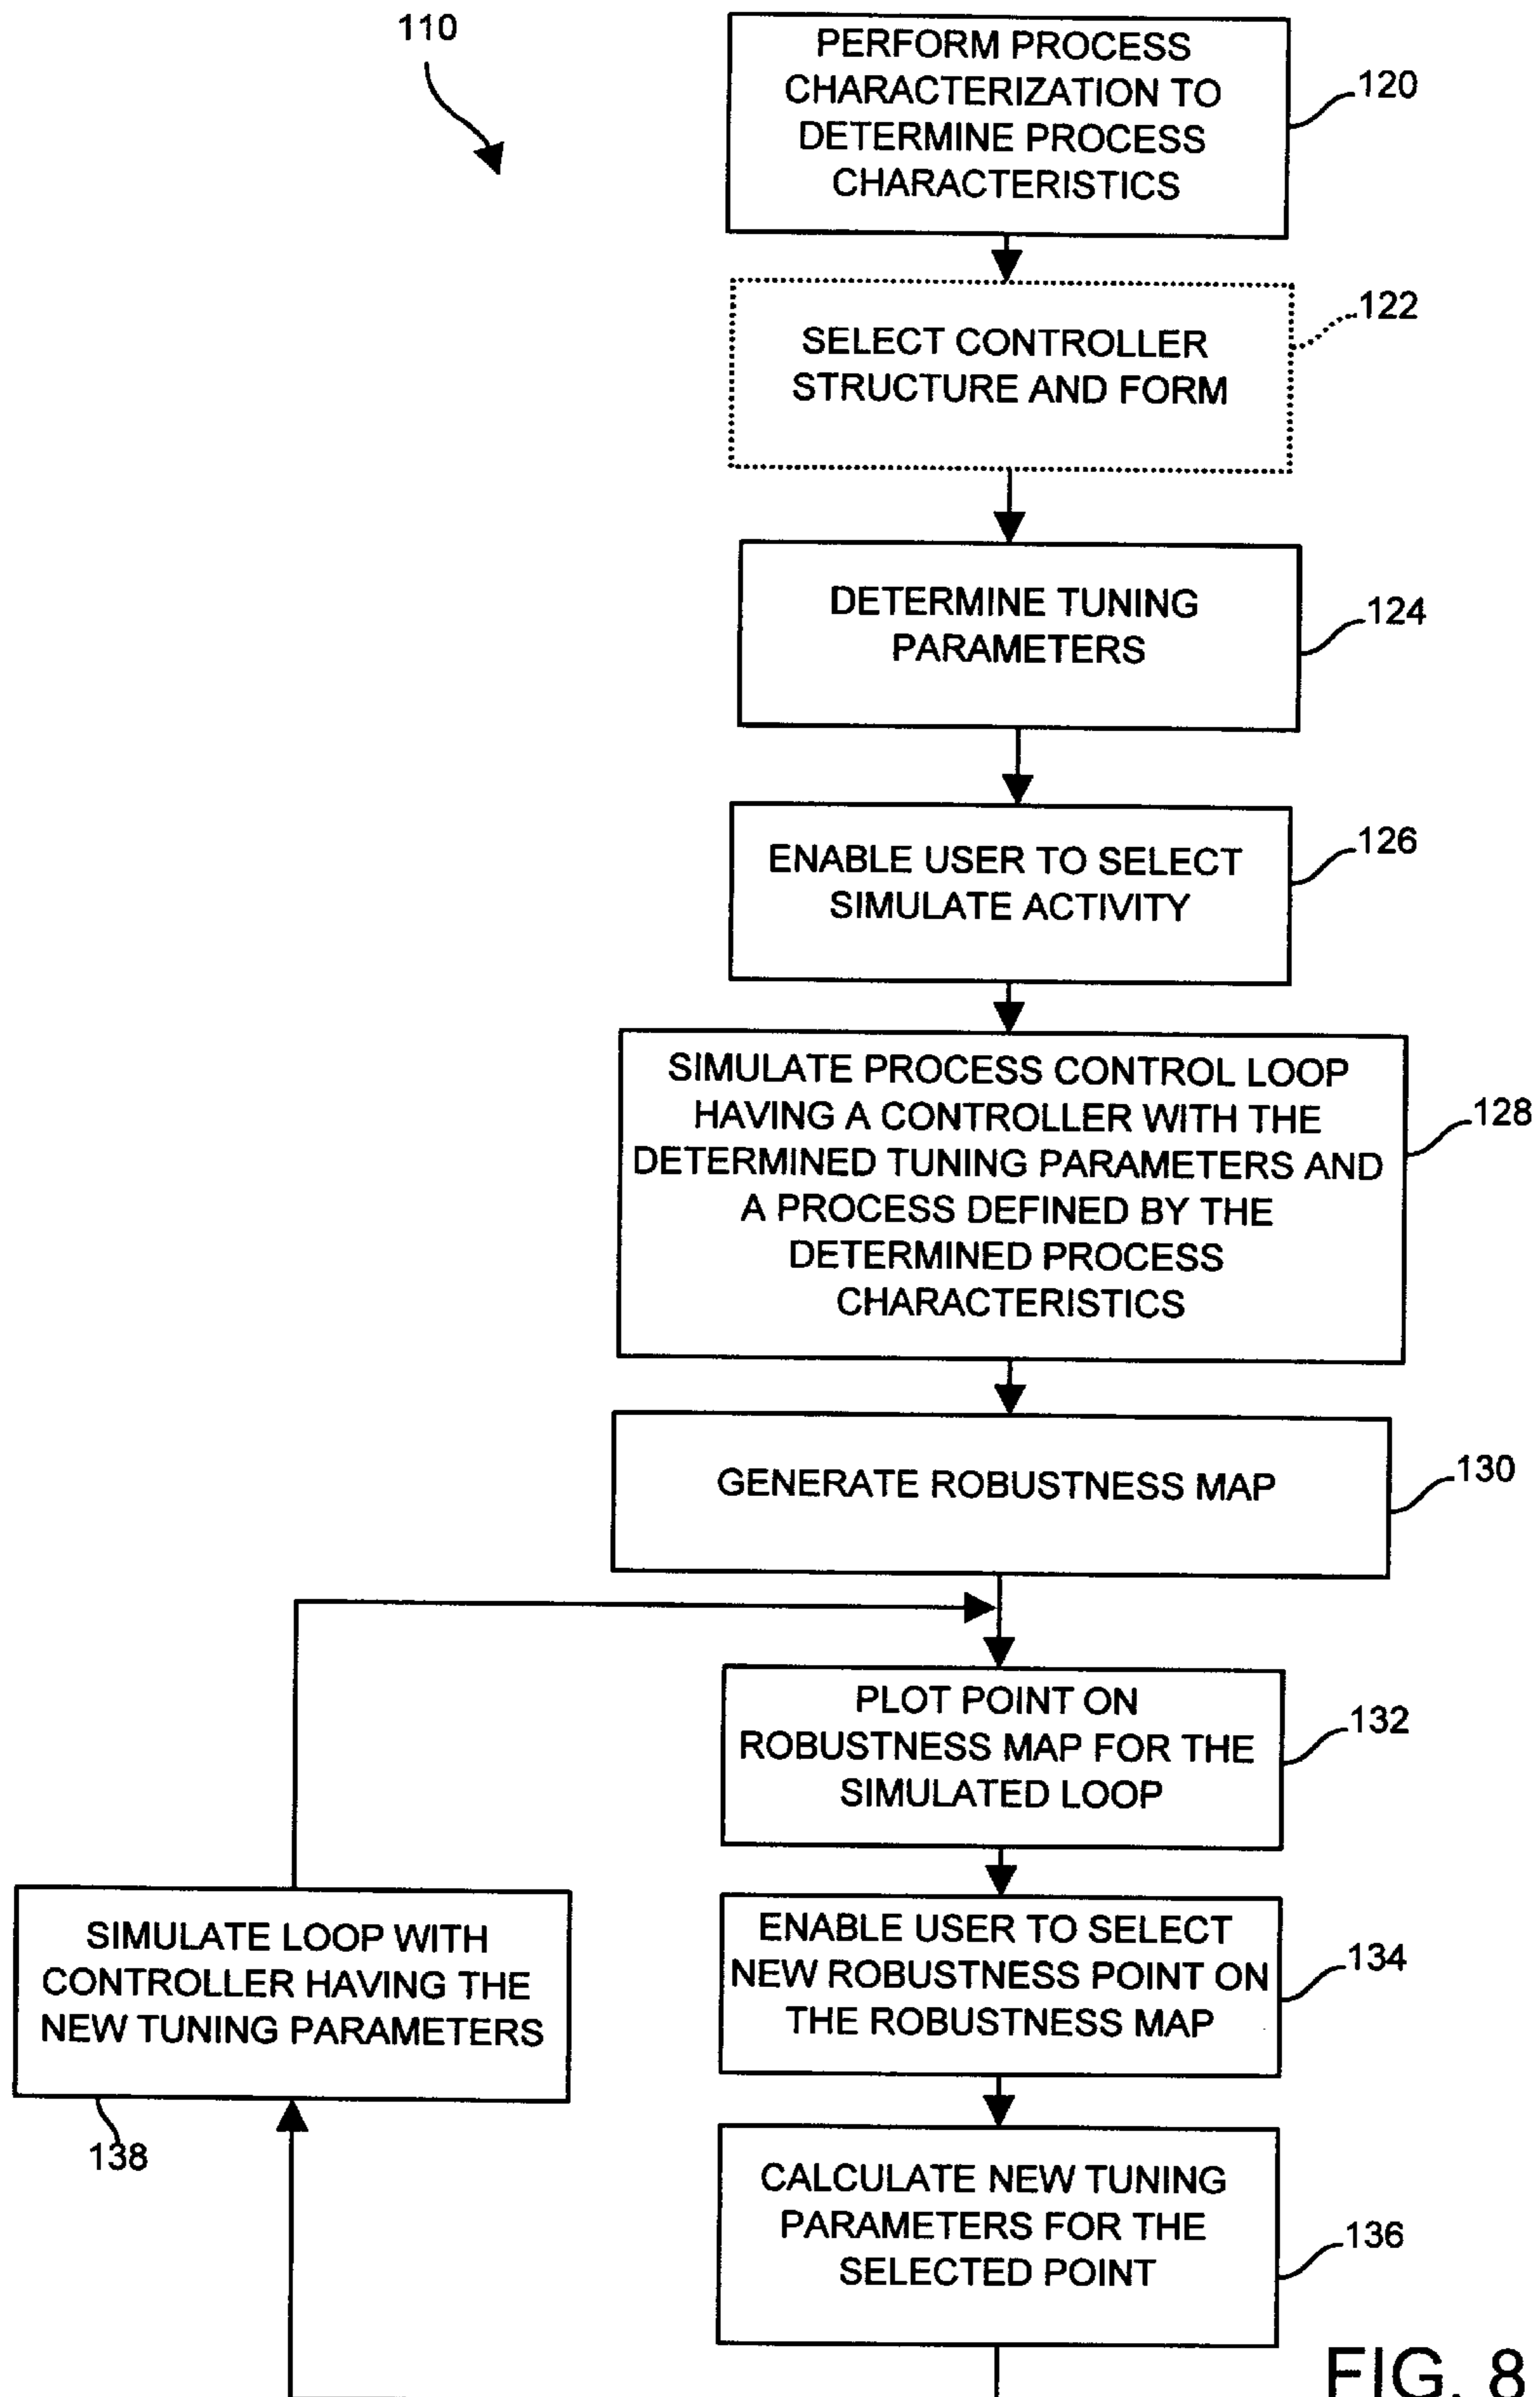 110
PERFORM PROCESS
CHARACTERIZATION TO
DETERMINE PROCESS
CHARACTERISTICS
120
SELECT CONTROLLER
STRUCTURE AND FORM
122
DETERMINE TUNING
PARAMETERS
124
ENABLE USER TO SELECT
SIMULATE ACTIVITY
126
SIMULATE PROCESS CONTROL LOOP
HAVING A CONTROLLER WITH THE
DETERMINED TUNING PARAMETERS AND
A PROCESS DEFINED BY THE
DETERMINED PROCESS
CHARACTERISTICS
128
GENERATE ROBUSTNESS MAP
130
PLOT POINT ON
ROBUSTNESS MAP FOR THE
SIMULATED LOOP
132
ENABLE USER TO SELECT
NEW ROBUSTNESS POINT ON
THE ROBUSTNESS MAP
134
SIMULATE LOOP WITH
CONTROLLER HAVING THE
NEW TUNING PARAMETERS
138
CALCULATE NEW TUNING
PARAMETERS FOR THE
SELECTED POINT
136
FIG. 8